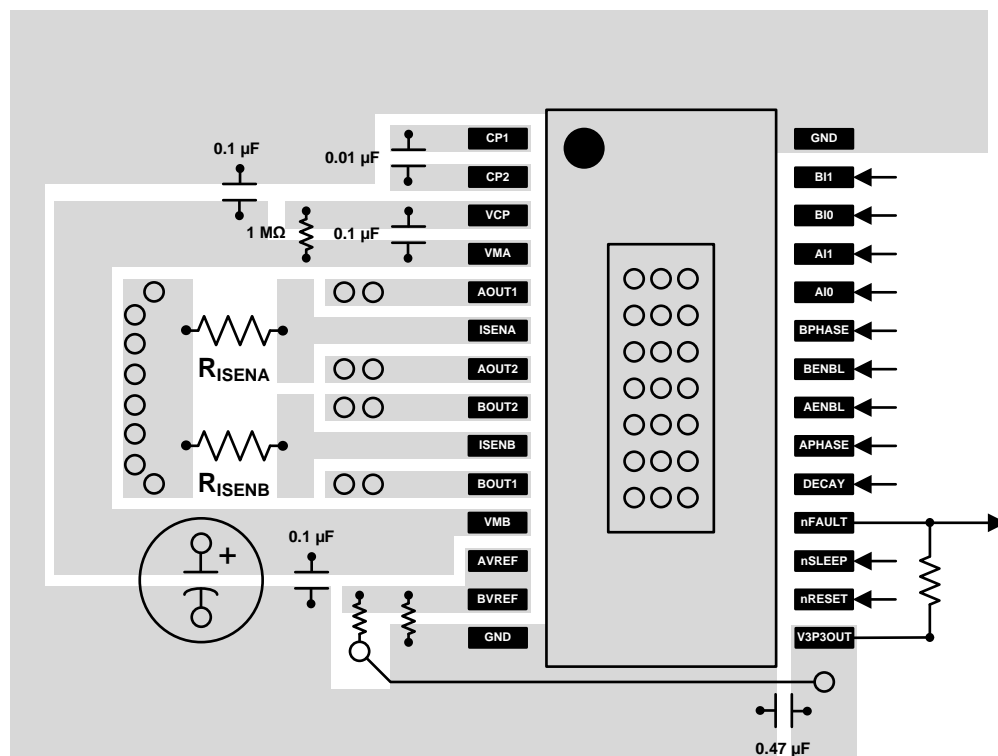 CP1
CP2
VCP
VMA
AOUT1
ISENA
AOUT2
BOUT2
ISENB
BOUT1
VMB
AVREF
BVREF
GND
GND
BI1
BI0
AI1
AI0
BPHASE
BENBL
AENBL
APHASE
DECAY
nFAULT
nSLEEP
nRESET
V3P3OUT
0.1 µF
0.01 µF
1 MΩ
0.1 µF
RISENA
RISENB
+
0.1 µF
0.47 µF